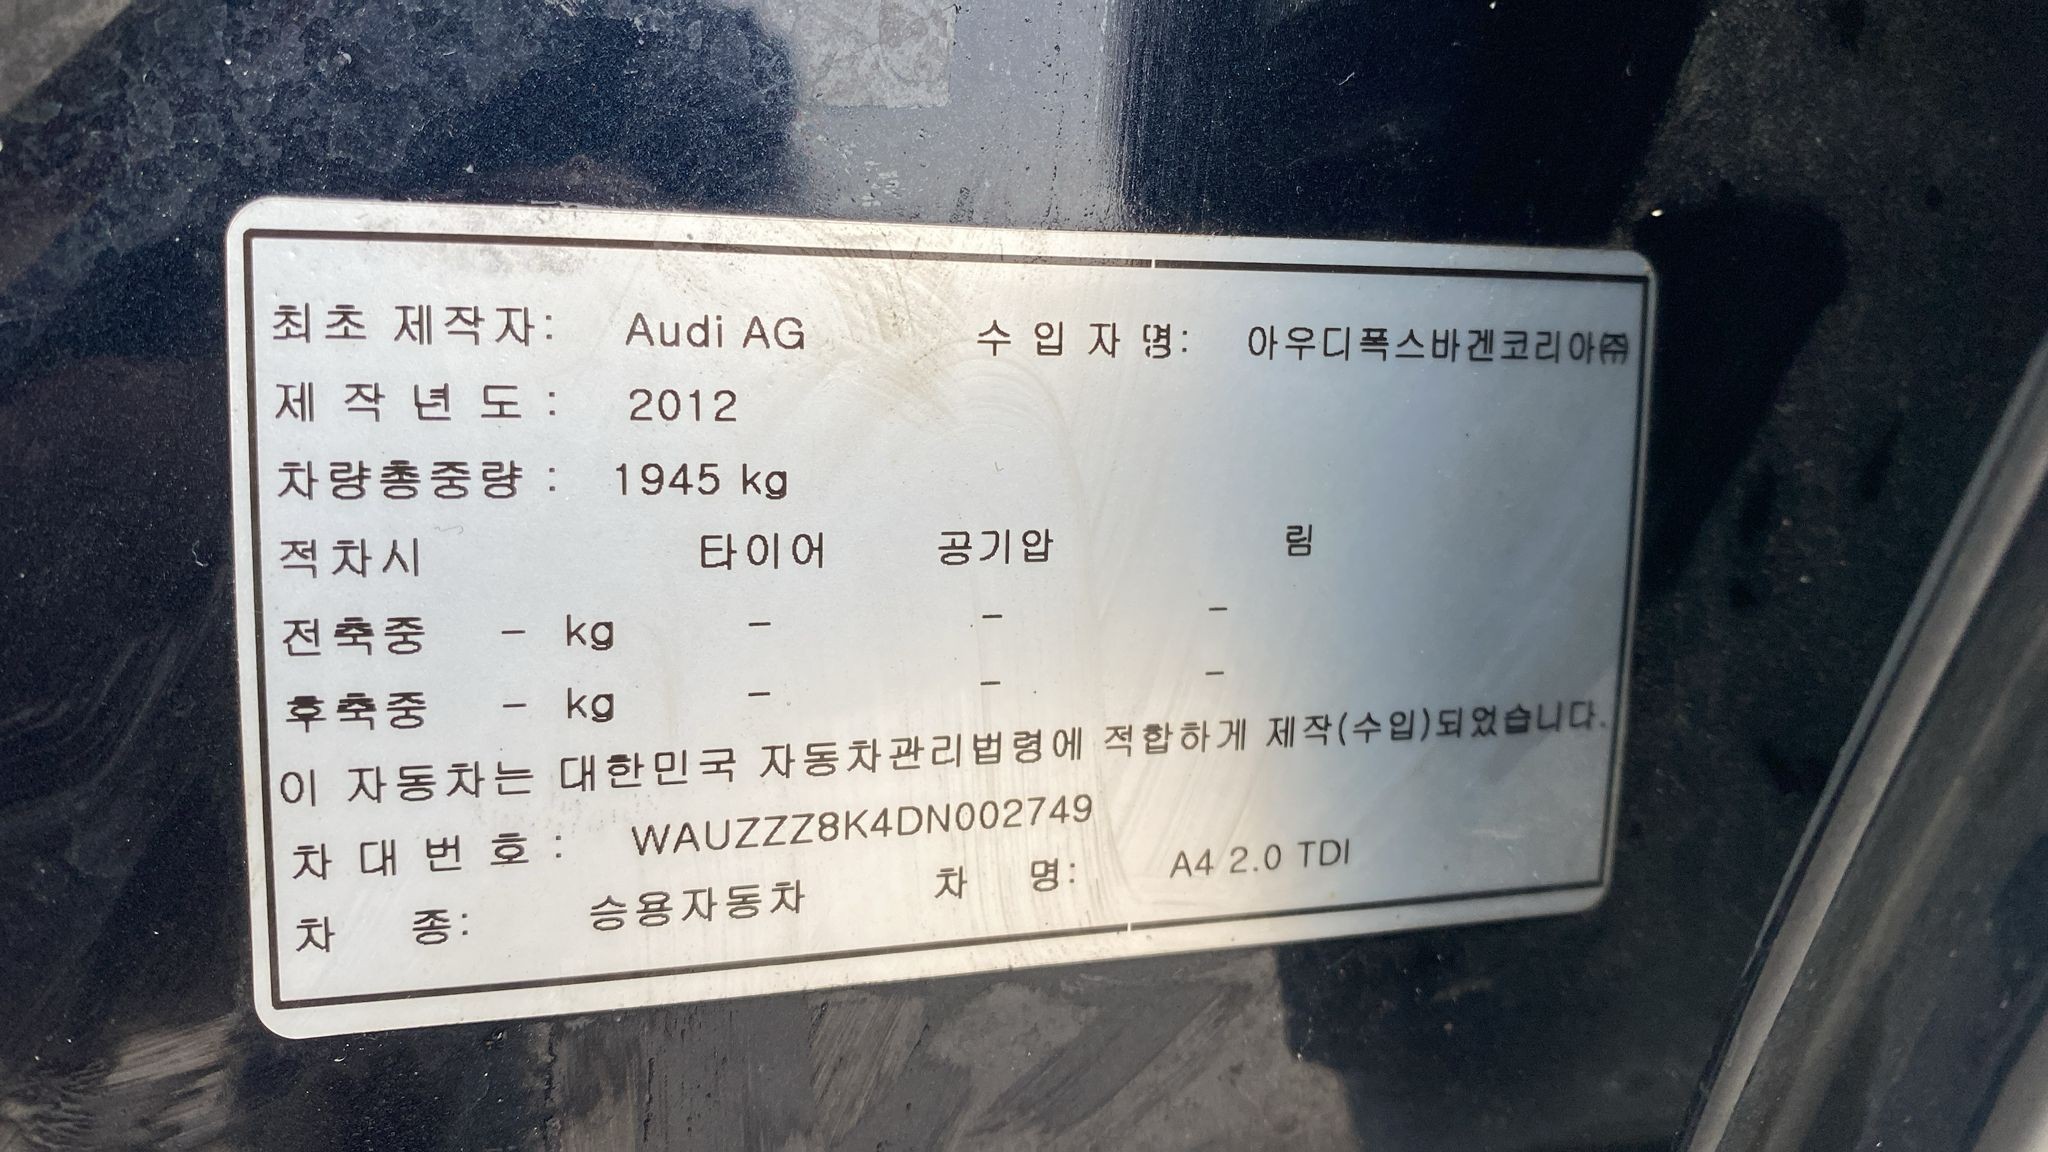 최초 제작자: Audi AG 수 입 자 명: 아우디폭스바겐코리아㈜
제 작 년 도 : 2012
차량총중량 : 1945 kg
적차시 타이어 공기압 림
전축중 - kg - - -
후축중 - kg - - -
이 자동차는 대한민국 자동차관리법령에 적합하게 제작(수입)되었습니다.
차 대 번 호 : WAUZZZ8K4DN002749
차 종: 승용자동차 차 명: A4 2.0 TDI